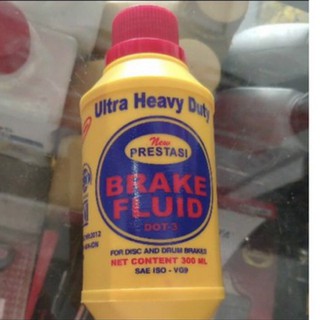 Ultra Heavy Duty
New
PRESTASI
BRAKE
FLUID
DOT-3
FOR DISC AND DRUM BRAKES
NET CONTENT 300 ML
SAE ISO - VG9